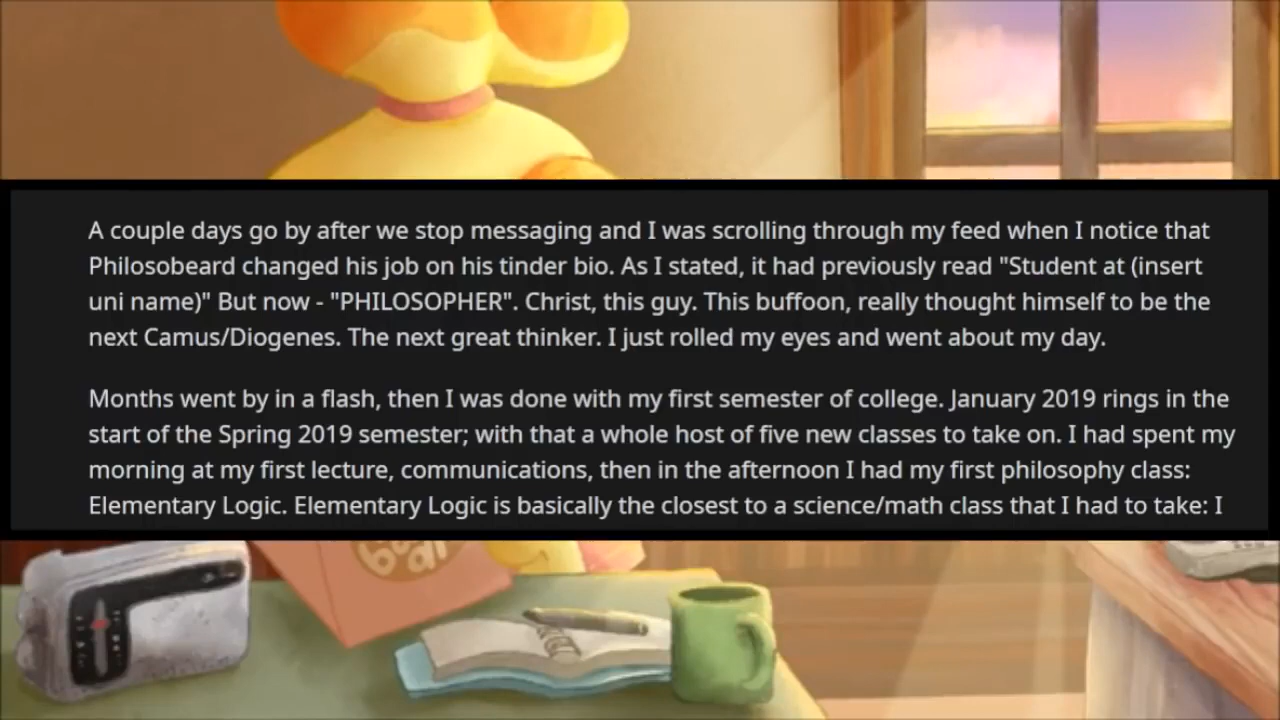 A couple days go by after we stop messaging and I was scrolling through my feed when I notice that
Philosobeard changed his job on his tinder bio. As I stated, it had previously read "Student at (insert
uni name)" But now - "PHILOSOPHER". Christ, this guy. This buffoon, really thought himself to be the
next Camus/Diogenes. The next great thinker. I just rolled my eyes and went about my day.
Months went by in a flash, then I was done with my first semester of college. January 2019 rings in the
start of the Spring 2019 semester; with that a whole host of five new classes to take on. I had spent my
morning at my first lecture, communications, then in the afternoon I had my first philosophy class:
Elementary Logic. Elementary Logic is basically the closest to a science/math class that I had to take: I